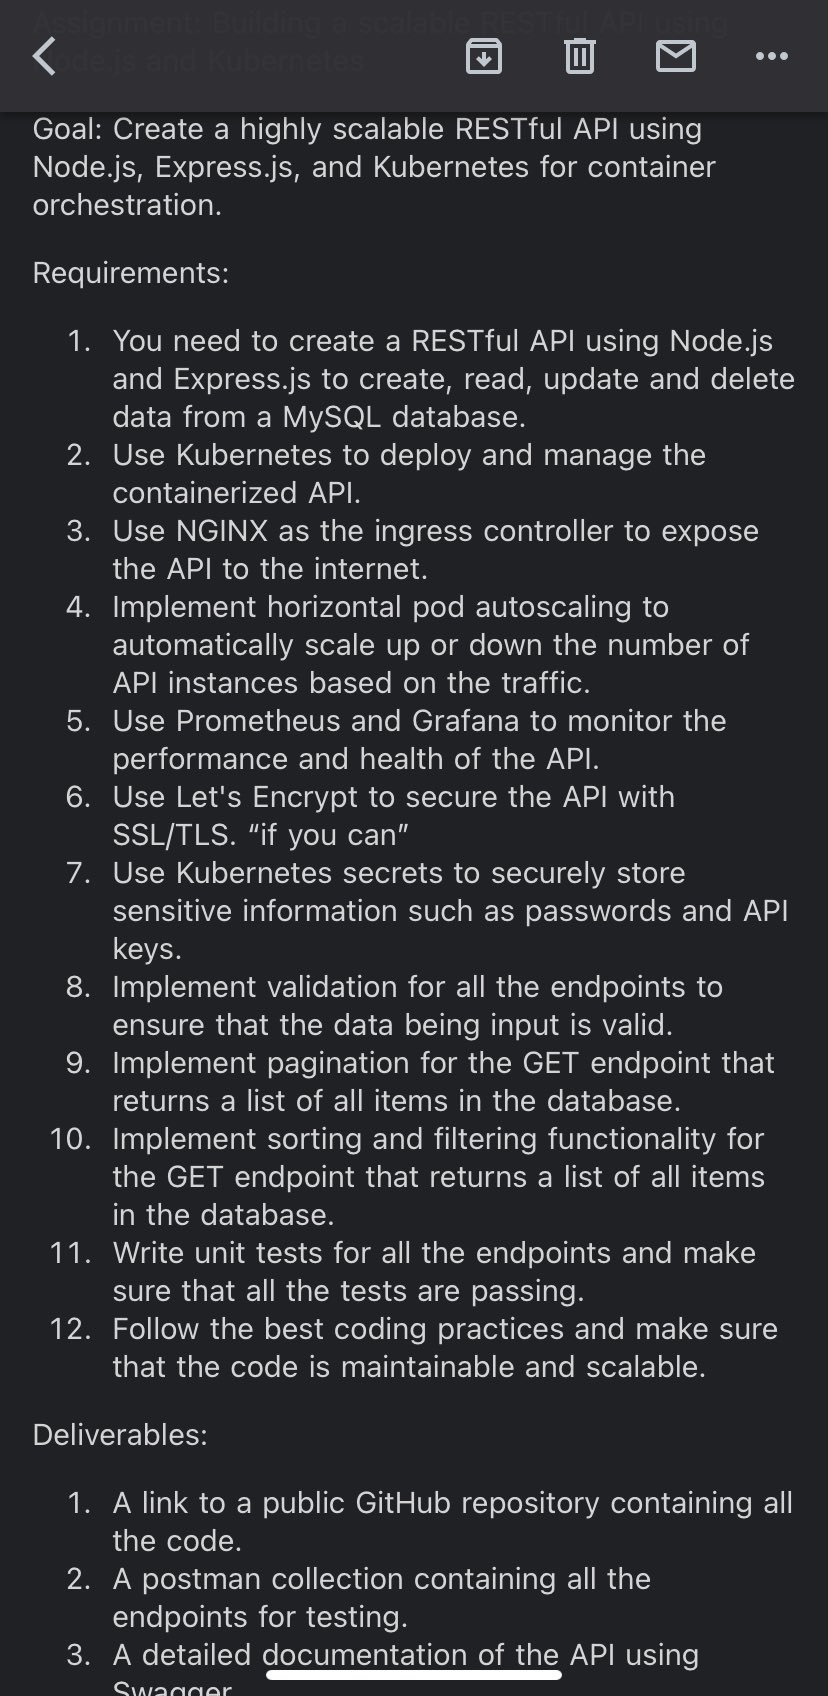 Assignment: Building a scalable RESTful API using
Node.js and Kubernetes
Goal: Create a highly scalable RESTful API using
Node.js, Express.js, and Kubernetes for container
orchestration.
Requirements:
1. You need to create a RESTful API using Node.js
and Express.js to create, read, update and delete
data from a MySQL database.
2. Use Kubernetes to deploy and manage the
containerized API.
3. Use NGINX as the ingress controller to expose
the API to the internet.
4. Implement horizontal pod autoscaling to
automatically scale up or down the number of
API instances based on the traffic.
5. Use Prometheus and Grafana to monitor the
performance and health of the API.
6. Use Let's Encrypt to secure the API with
SSL/TLS. “if you can”
7. Use Kubernetes secrets to securely store
sensitive information such as passwords and API
keys.
8. Implement validation for all the endpoints to
ensure that the data being input is valid.
9. Implement pagination for the GET endpoint that
returns a list of all items in the database.
10. Implement sorting and filtering functionality for
the GET endpoint that returns a list of all items
in the database.
11. Write unit tests for all the endpoints and make
sure that all the tests are passing.
12. Follow the best coding practices and make sure
that the code is maintainable and scalable.
Deliverables:
1. A link to a public GitHub repository containing all
the code.
2. A postman collection containing all the
endpoints for testing.
3. A detailed documentation of the API using
Swagger